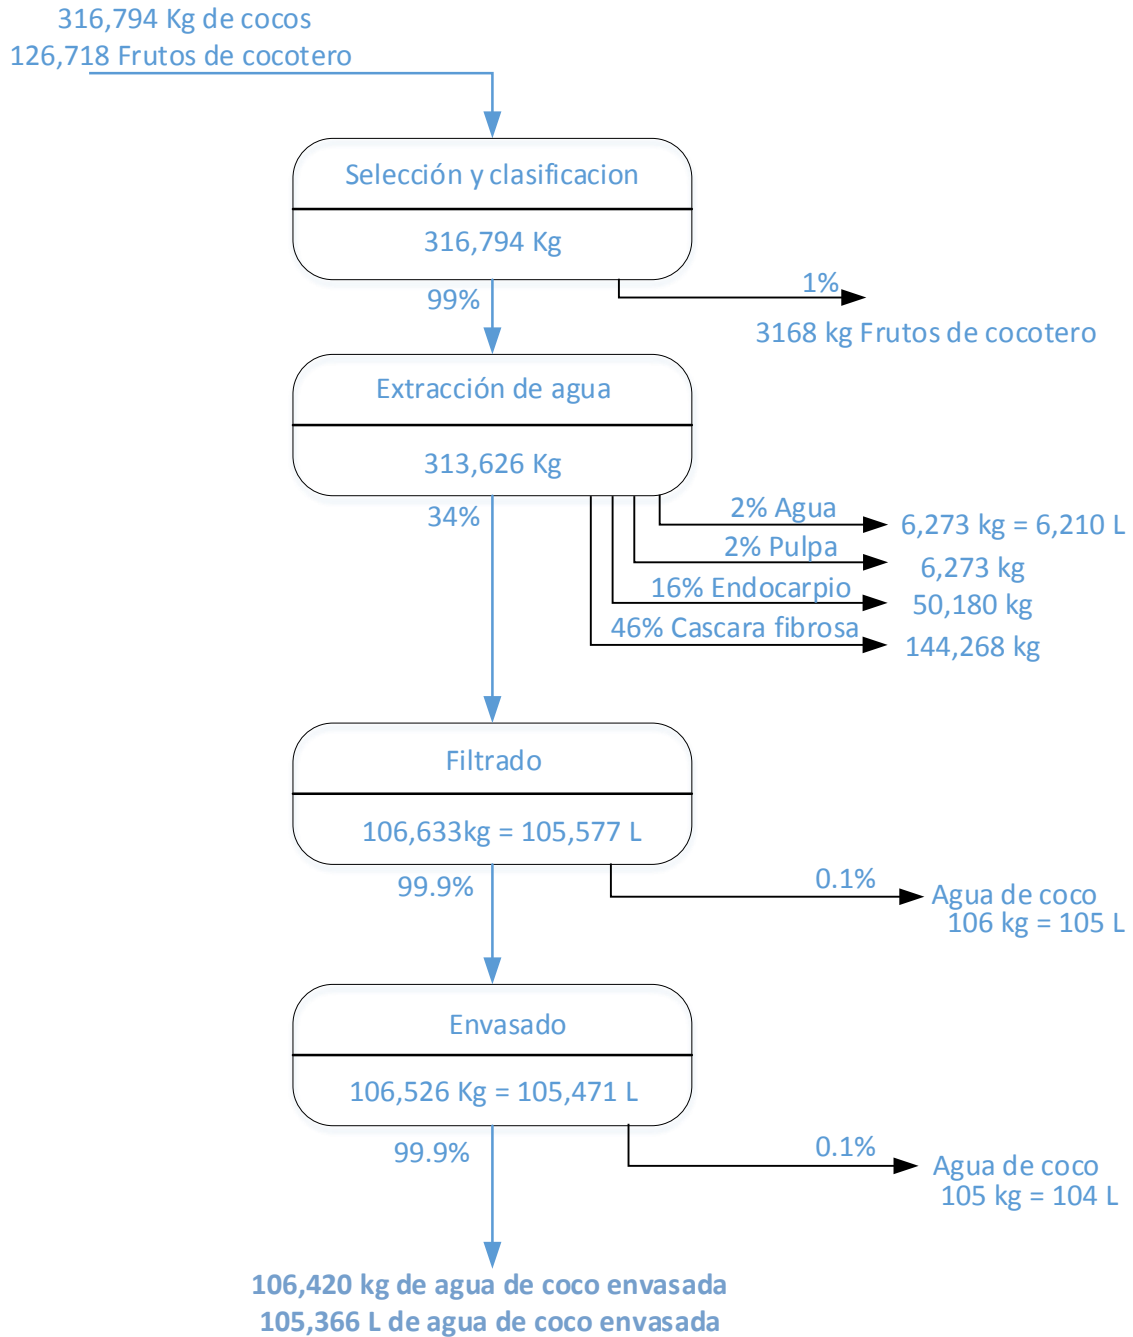 316,794 Kg de cocos
126,718 Frutos de cocotero
Selección y clasificacion
316,794 Kg
99%
1%
3168 kg Frutos de cocotero
Extracción de agua
313,626 Kg
34%
2% Agua
6,273 kg = 6,210 L
2% Pulpa
6,273 kg
16% Endocarpio
50,180 kg
46% Cascara fibrosa
144,268 kg
Filtrado
106,633kg = 105,577 L
99.9%
0.1%
Agua de coco
106 kg = 105 L
Envasado
106,526 Kg = 105,471 L
99.9%
0.1%
Agua de coco
105 kg = 104 L
106,420 kg de agua de coco envasada
105,366 L de agua de coco envasada